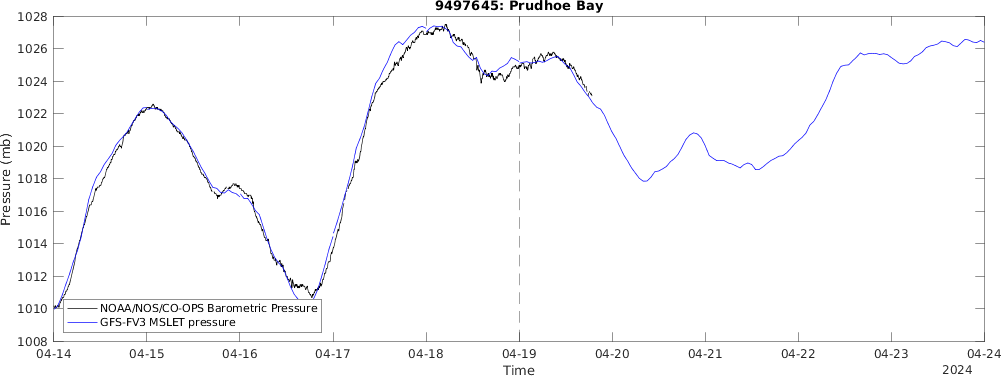 9497645: Prudhoe Bay
1028
1026
1024
1022
1020
1018
1016
1014
1012
1010
1008
Pressure (mb)
NOAA/NOS/CO-OPS Barometric Pressure
GFS-FV3 MSLET pressure
04-14 04-15 04-16 04-17 04-18 04-19 04-20 04-21 04-22 04-23 04-24
Time
2024